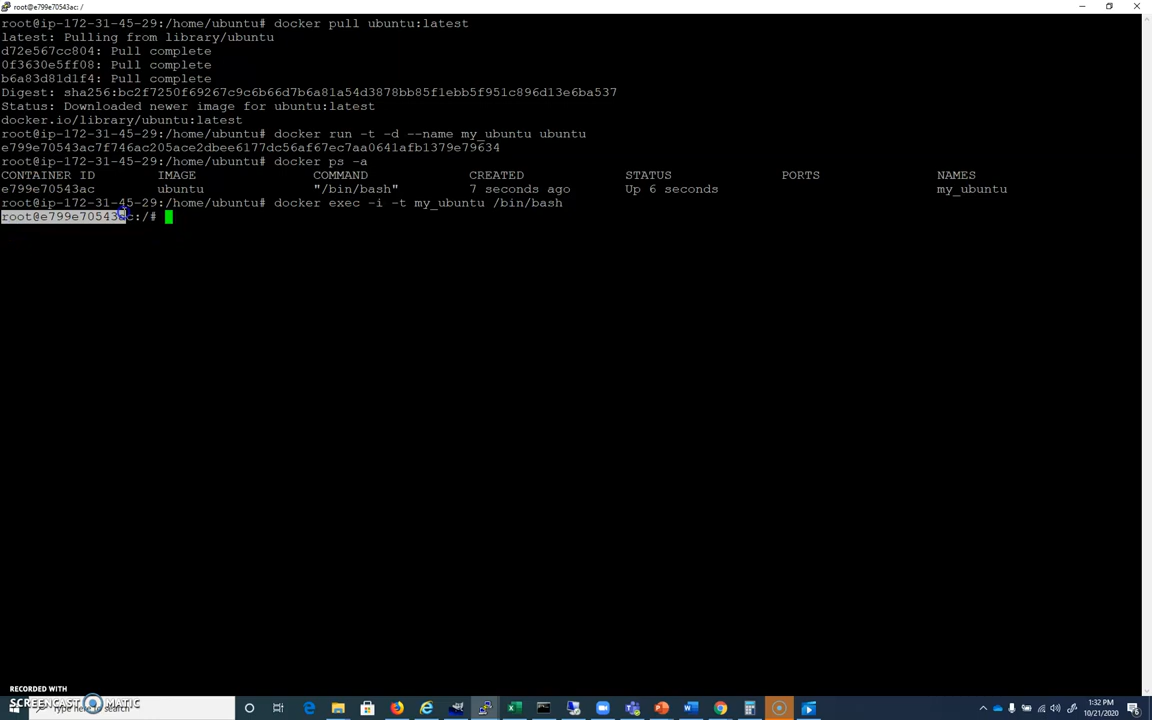 root@e799e70543ac: /
root@ip-172-31-45-29:/home/ubuntu# docker pull ubuntu:latest
latest: Pulling from library/ubuntu
d72e567cc804: Pull complete
0f3630e5ff08: Pull complete
b6a83d81d1f4: Pull complete
Digest: sha256:bc2f7250f69267c9c6b66d7b6a81a54d3878bb85f1ebb5f951c896d13e6ba537
Status: Downloaded newer image for ubuntu:latest
docker.io/library/ubuntu:latest
root@ip-172-31-45-29:/home/ubuntu# docker run -t -d --name my_ubuntu ubuntu
e799e70543ac7f746ac205ace2dbee6177dc56af67ec7aa0641afb1379e79634
root@ip-172-31-45-29:/home/ubuntu# docker ps -a
CONTAINER ID IMAGE COMMAND CREATED STATUS PORTS NAMES
e799e70543ac ubuntu "/bin/bash" 7 seconds ago Up 6 seconds my_ubuntu
root@ip-172-31-45-29:/home/ubuntu# docker exec -i -t my_ubuntu /bin/bash
root@e799e70543ac:/#
RECORDED WITH
SCREENCAST MATIC
Type here to search
1:32 PM
10/21/2020